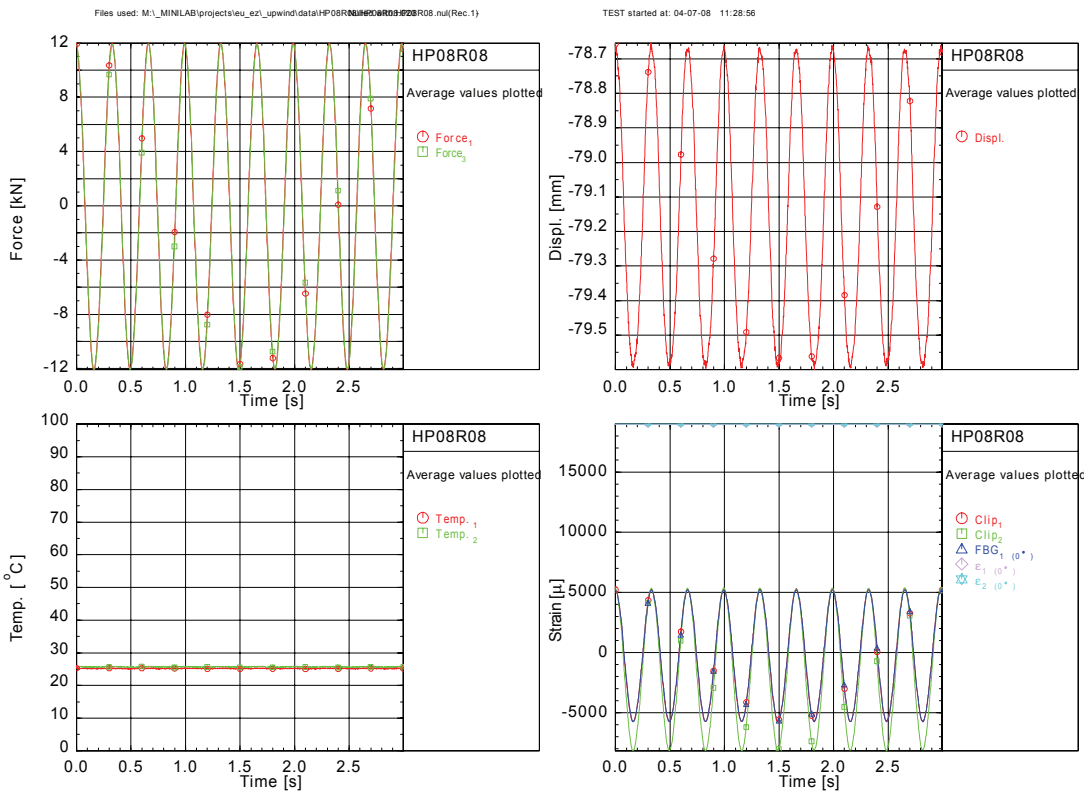 Files used: M:\_MINILAB\projects\eu_ez\_upwind\data\HP08R08 HP08R08.nul(Rec.1)
TEST started at: 04-07-08 11:28:56
HP08R08
Average values plotted
Force1
Force3
Force [kN]
12
8
4
0
-4
-8
-12
0.0 0.5 1.0 1.5 2.0 2.5
Time [s]
HP08R08
Average values plotted
Displ.
Displ. [mm]
-78.7
-78.8
-78.9
-79.0
-79.1
-79.2
-79.3
-79.4
-79.5
0.0 0.5 1.0 1.5 2.0 2.5
Time [s]
HP08R08
Average values plotted
Temp. 1
Temp. 2
Temp. [ °C]
100
90
80
70
60
50
40
30
20
10
0
0.0 0.5 1.0 1.5 2.0 2.5
Time [s]
HP08R08
Average values plotted
Clip1
Clip2
FBG1 (0°)
ε1 (0°)
ε2 (0°)
Strain [µ]
15000
10000
5000
0
-5000
0.0 0.5 1.0 1.5 2.0 2.5
Time [s]